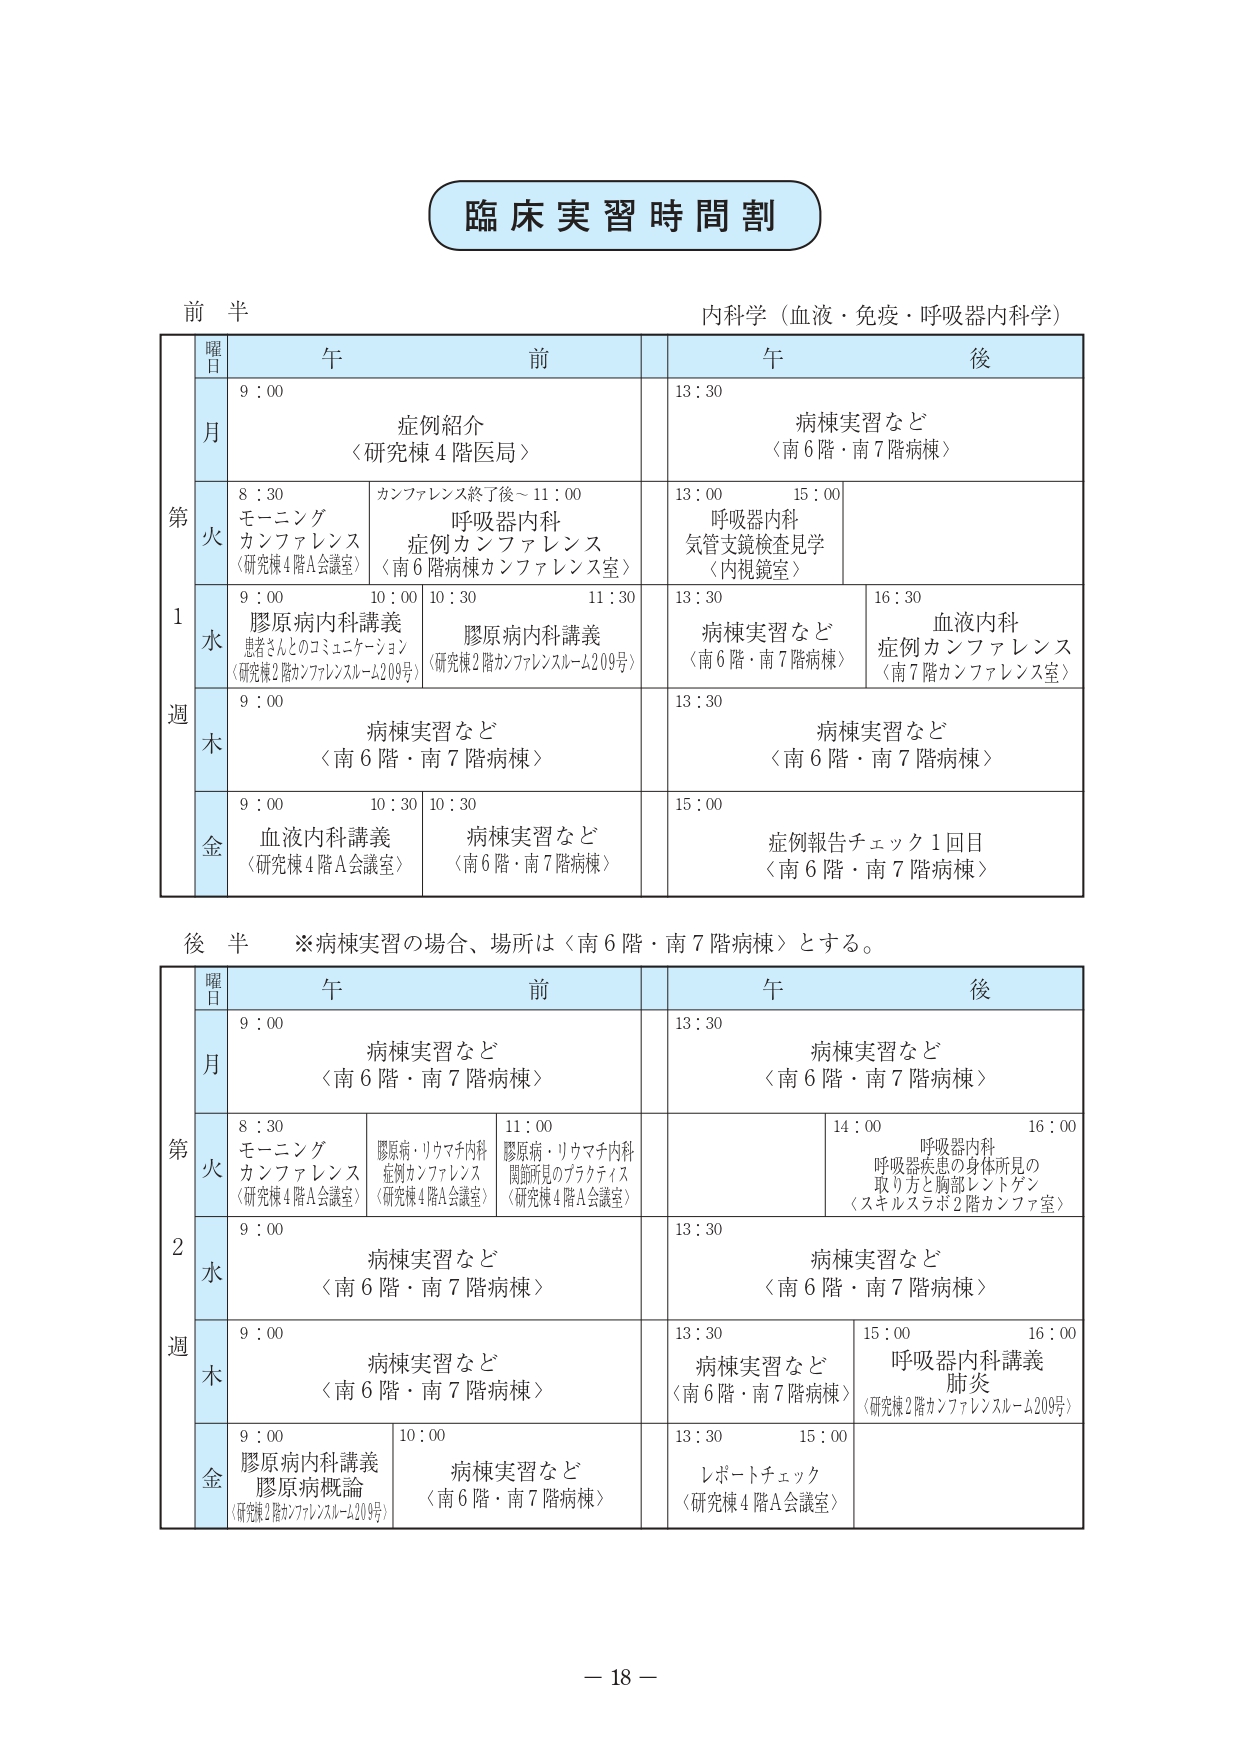 臨床実習時間割
前　半
内科学（血液・免疫・呼吸器内科学）
曜日
午　前
午　後
第1週
月
9：00
症例紹介
〈研究棟4階医局〉
13：30
病棟実習など
〈南6階・南7階病棟〉
火
8：30
モーニング
カンファレンス
〈研究棟4階A会議室〉
カンファレンス終了後～11：00
呼吸器内科
症例カンファレンス
〈南6階病棟カンファレンス室〉
13：00　15：00
呼吸器内科
気管支鏡検査見学
〈内視鏡室〉
水
9：00　10：00
膠原病内科講義
患者さんとのコミュニケーション
〈研究棟2階カンファレンスルーム209号〉
10：30　11：30
膠原病内科講義
〈研究棟2階カンファレンスルーム209号〉
13：30
病棟実習など
〈南6階・南7階病棟〉
16：30
血液内科
症例カンファレンス
〈南7階カンファレンス室〉
木
9：00
病棟実習など
〈南6階・南7階病棟〉
13：30
病棟実習など
〈南6階・南7階病棟〉
金
9：00　10：30
血液内科講義
〈研究棟4階A会議室〉
10：30
病棟実習など
〈南6階・南7階病棟〉
15：00
症例報告チェック1回目
〈南6階・南7階病棟〉
後　半　※病棟実習の場合、場所は〈南6階・南7階病棟〉とする。
曜日
午　前
午　後
第2週
月
9：00
病棟実習など
〈南6階・南7階病棟〉
13：30
病棟実習など
〈南6階・南7階病棟〉
火
8：30
モーニング
カンファレンス
〈研究棟4階A会議室〉
膠原病・リウマチ内科
症例カンファレンス
〈研究棟4階A会議室〉
11：00
膠原病・リウマチ内科
関節所見のプラクティス
〈研究棟4階A会議室〉
14：00　16：00
呼吸器内科
呼吸器疾患の身体所見の
取り方と胸部レントゲン
〈スキルスラボ2階カンファ室〉
水
9：00
病棟実習など
〈南6階・南7階病棟〉
13：30
病棟実習など
〈南6階・南7階病棟〉
木
9：00
病棟実習など
〈南6階・南7階病棟〉
13：30
病棟実習など
〈南6階・南7階病棟〉
15：00　16：00
呼吸器内科講義
肺炎
〈研究棟2階カンファレンスルーム209号〉
金
9：00
膠原病内科講義
膠原病概論
〈研究棟2階カンファレンスルーム209号〉
10：00
病棟実習など
〈南6階・南7階病棟〉
13：30　15：00
レポートチェック
〈研究棟4階A会議室〉
― 18 ―